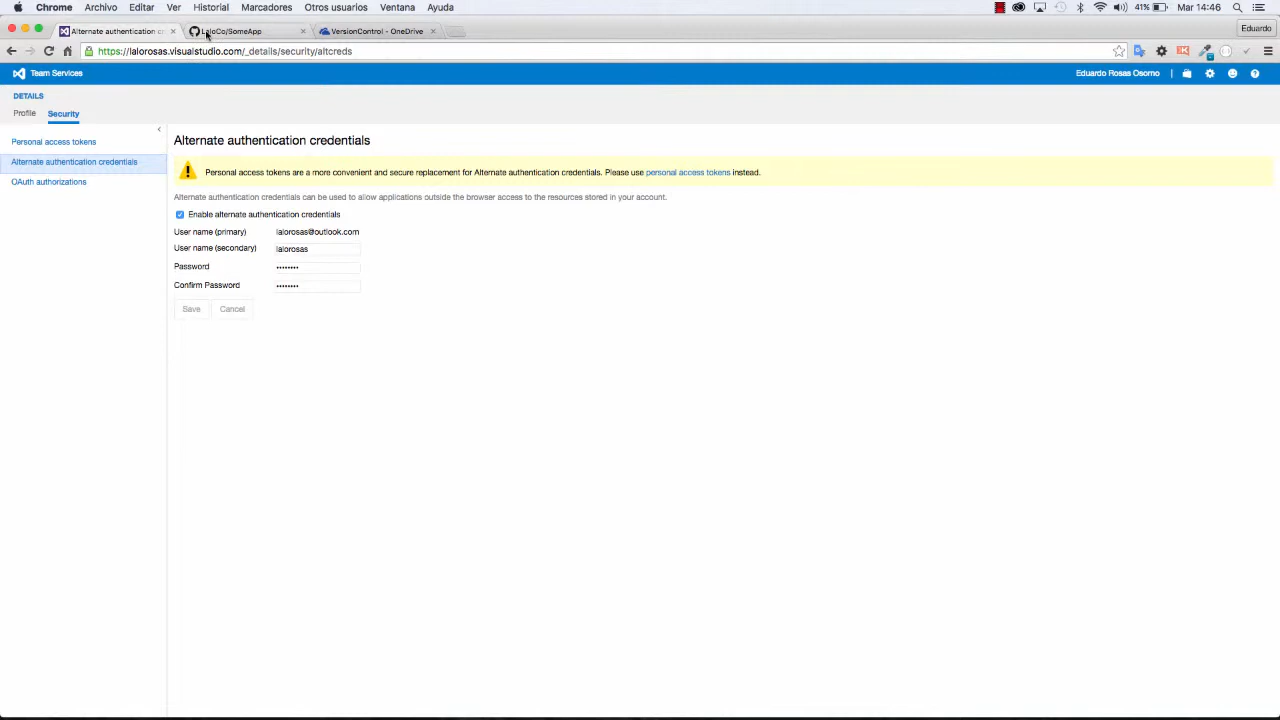 Chrome Archivo Editar Ver Historial Marcadores Otros usuarios Ventana Ayuda 41% Mar 14:46
Alternate authentication c LaloCo/SomeApp VersionControl - OneDrive Eduardo
https://lalorosas.visualstudio.com/_details/security/altcreds
Team Services Eduardo Rosas Osorno
DETAILS
Profile Security
Personal access tokens
Alternate authentication credentials
OAuth authorizations
Alternate authentication credentials
Personal access tokens are a more convenient and secure replacement for Alternate authentication credentials. Please use personal access tokens instead.
Alternate authentication credentials can be used to allow applications outside the browser access to the resources stored in your account.
Enable alternate authentication credentials
User name (primary) lalorosas@outlook.com
User name (secondary) lalorosas
Password ••••••••
Confirm Password ••••••••
Save Cancel